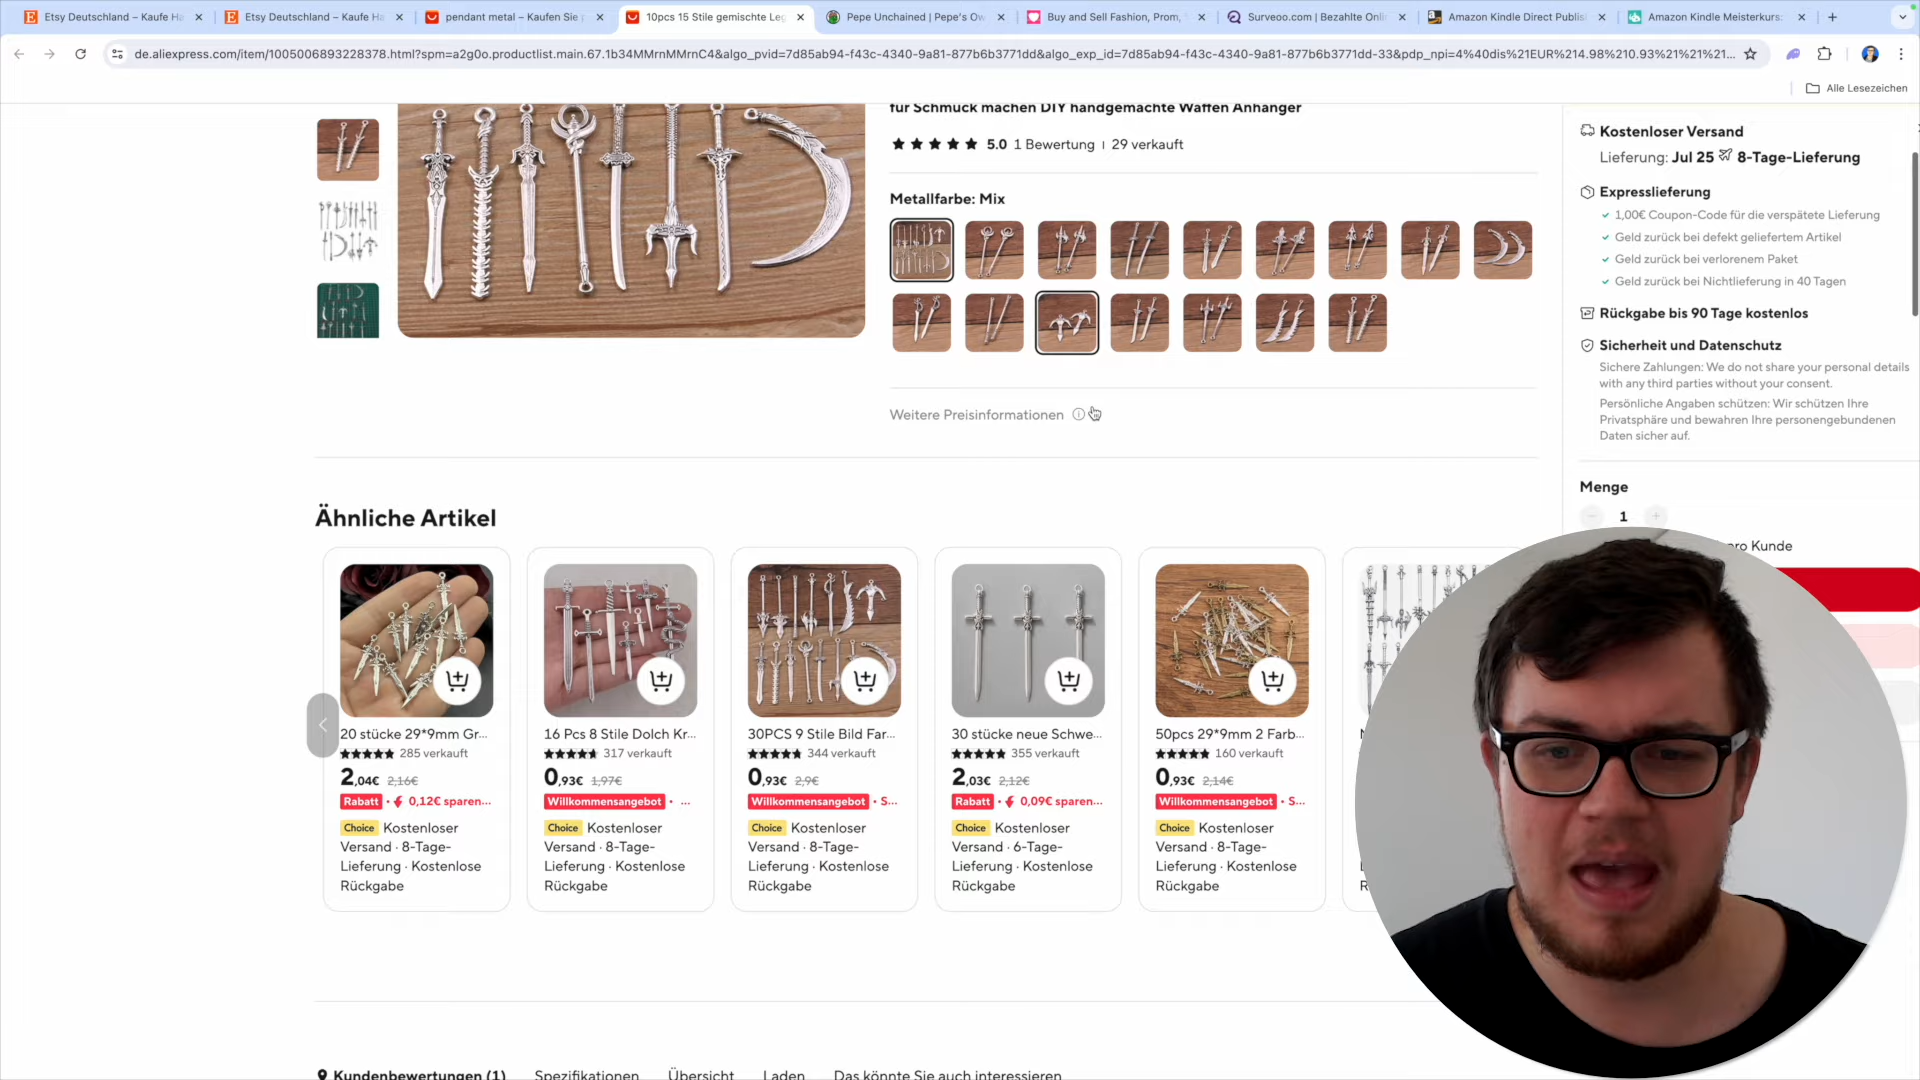 Etsy Deutschland – Kaufe Ha
Etsy Deutschland – Kaufe Ha
pendant metal – Kaufen Sie p
10pcs 15 Stile gemischte Leg
Pepe Unchained | Pepe's Ow
Buy and Sell Fashion, Prom,
Surveoo.com | Bezahlte Onli
Amazon Kindle Direct Publis
Amazon Kindle Meisterkurs:
de.aliexpress.com/item/1005006893228378.html?spm=a2g0o.productlist.main.67.1b34MMrnMMrnC4&algo_pvid=7d85ab94-f43c-4340-9a81-877b6b3771dd&algo_exp_id=7d85ab94-f43c-4340-9a81-877b6b3771dd-33&pdp_npi=4%40dis%21EUR%214.98%210.93%21%21%21...
Alle Lesezeichen
für Schmuck machen DIY handgemachte Waffen Anhänger
5.0 1 Bewertung | 29 verkauft
Metallfarbe: Mix
Weitere Preisinformationen
Kostenloser Versand
Lieferung: Jul 25 8-Tage-Lieferung
Expresslieferung
1,00€ Coupon-Code für die verspätete Lieferung
Geld zurück bei defekt geliefertem Artikel
Geld zurück bei verlorenem Paket
Geld zurück bei Nichtlieferung in 40 Tagen
Rückgabe bis 90 Tage kostenlos
Sicherheit und Datenschutz
Sichere Zahlungen: We do not share your personal details
with any third parties without your consent.
Persönliche Angaben schützen: Wir schützen Ihre
Privatsphäre und bewahren Ihre personengebundenen
Daten sicher auf.
Menge
1
pro Kunde
Ähnliche Artikel
20 stücke 29*9mm Gr...
285 verkauft
2,04€ 2,16€
Rabatt · 0,12€ sparen...
Choice Kostenloser
Versand · 8-Tage-
Lieferung · Kostenlose
Rückgabe
16 Pcs 8 Stile Dolch Kr...
317 verkauft
0,93€ 1,97€
Willkommensangebot · ...
Choice Kostenloser
Versand · 8-Tage-
Lieferung · Kostenlose
Rückgabe
30PCS 9 Stile Bild Far...
344 verkauft
0,93€ 2,9€
Willkommensangebot · S...
Choice Kostenloser
Versand · 8-Tage-
Lieferung · Kostenlose
Rückgabe
30 stücke neue Schwe...
355 verkauft
2,03€ 2,12€
Rabatt · 0,09€ sparen...
Choice Kostenloser
Versand · 6-Tage-
Lieferung · Kostenlose
Rückgabe
50pcs 29*9mm 2 Farb...
160 verkauft
0,93€ 2,14€
Willkommensangebot · S...
Choice Kostenloser
Versand · 8-Tage-
Lieferung · Kostenlose
Rückgabe
Kundenbewertungen (1) Spezifikationen Übersicht Laden Das könnte Sie auch interessieren